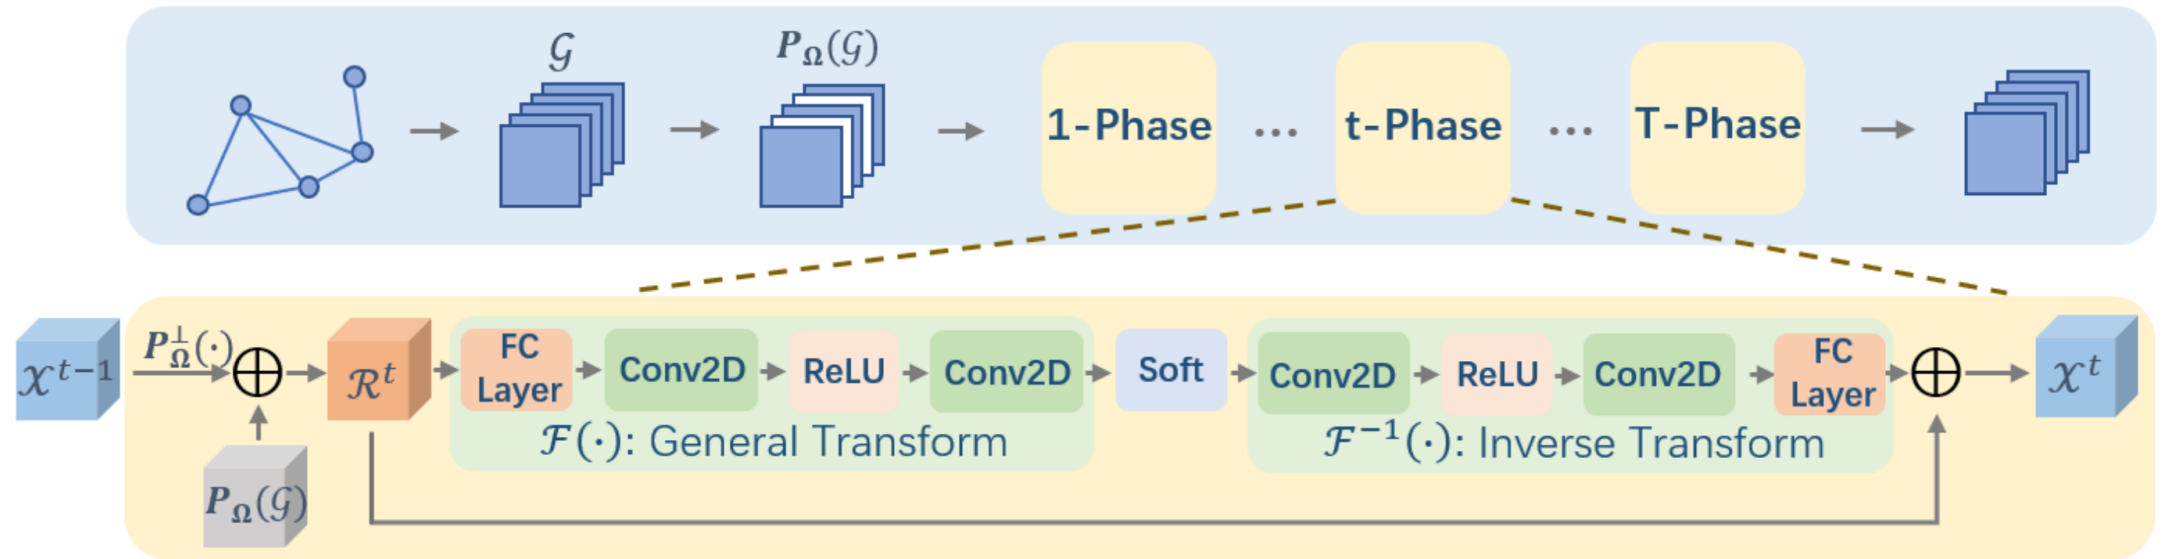 𝒢
P_Ω(𝒢)
1-Phase ... t-Phase ... T-Phase
𝒳^{t−1}
P_Ω^⊥(·)
P_Ω(𝒢)
ℛ^t
FC Layer
Conv2D
ReLU
Conv2D
ℱ(·): General Transform
Soft
Conv2D
ReLU
Conv2D
FC Layer
ℱ^{−1}(·): Inverse Transform
𝒳^t